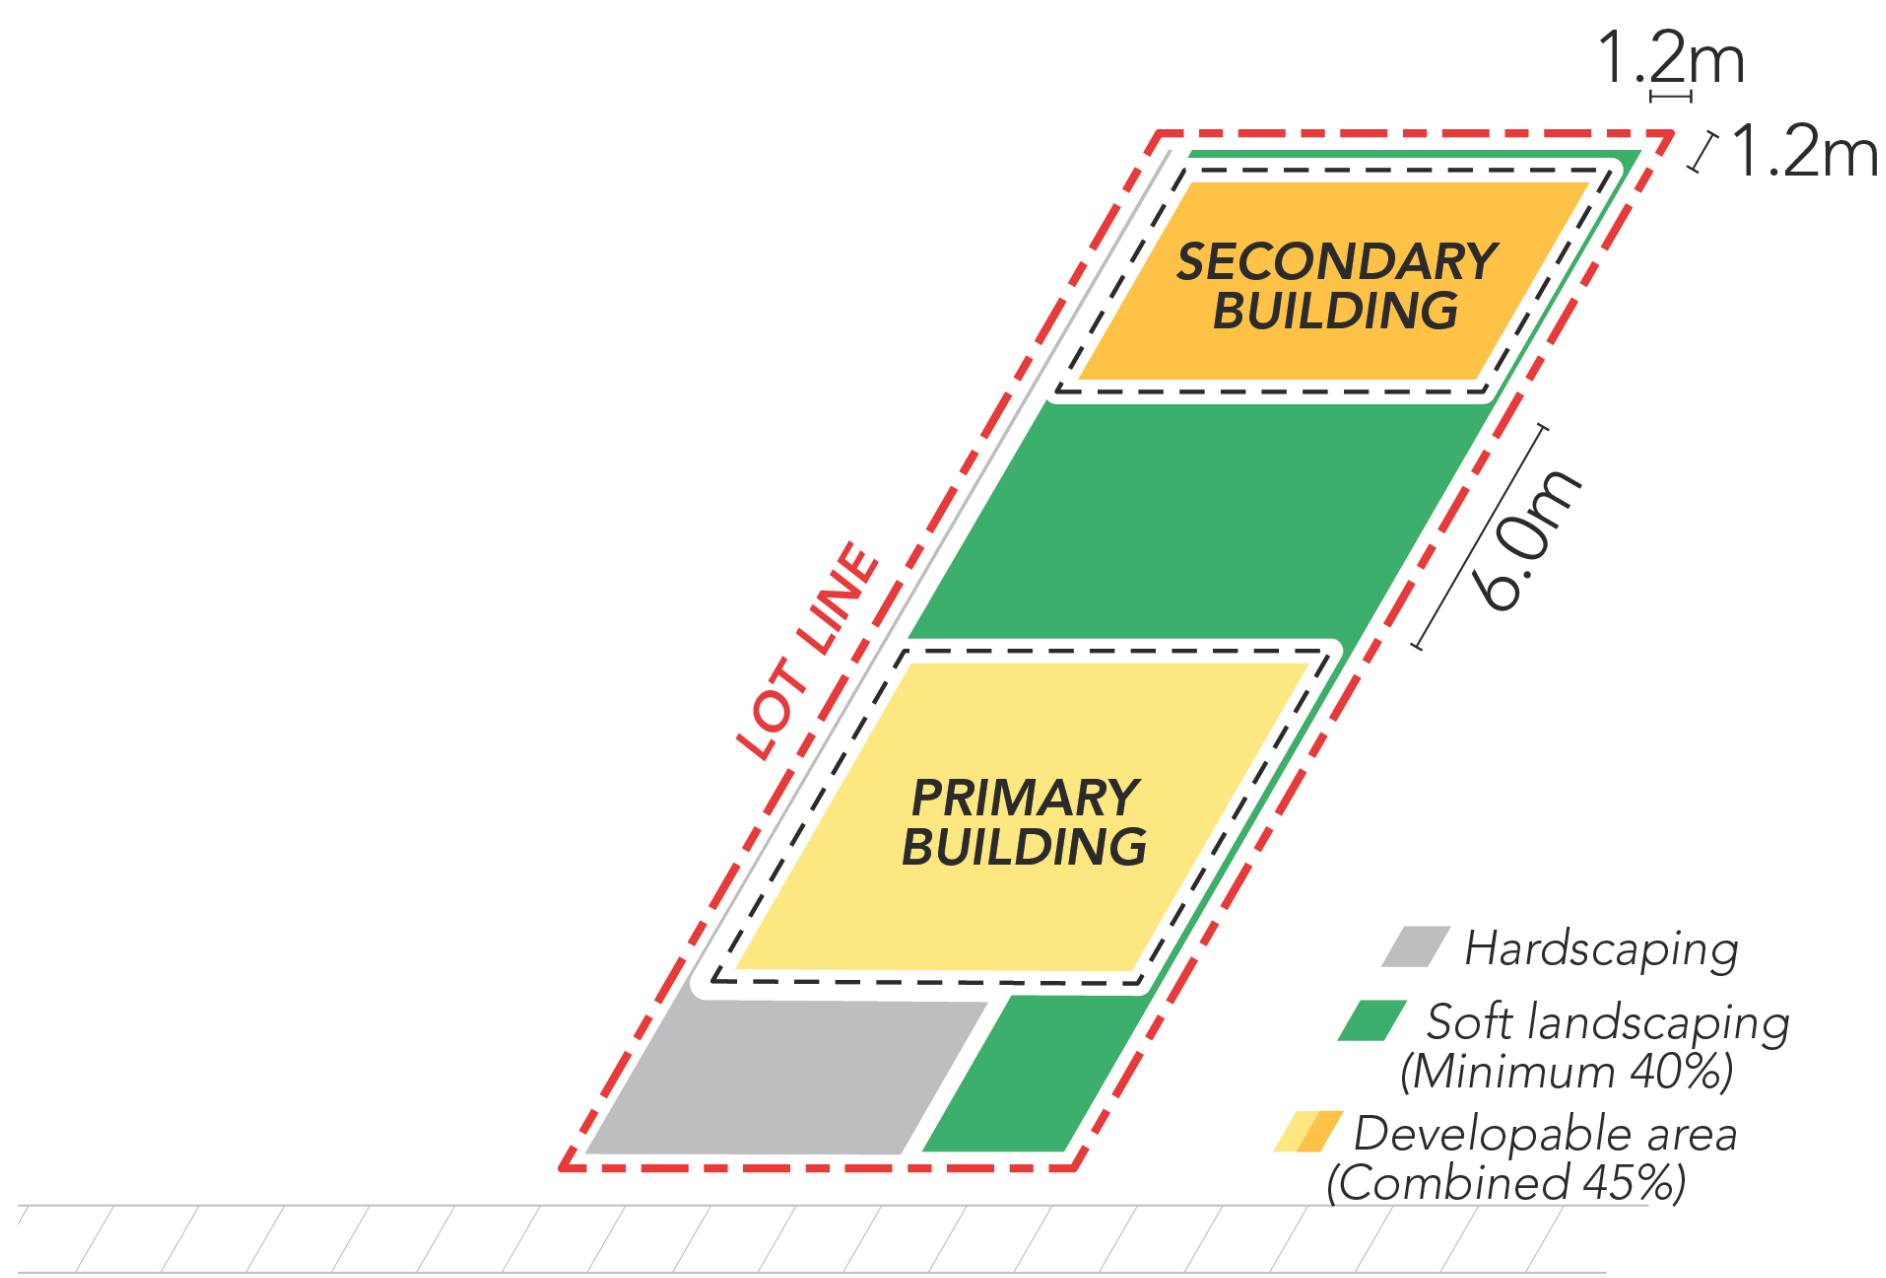 1.2m
1.2m
SECONDARY
BUILDING
6.0m
LOT LINE
PRIMARY
BUILDING
Hardscaping
Soft landscaping
(Minimum 40%)
Developable area
(Combined 45%)